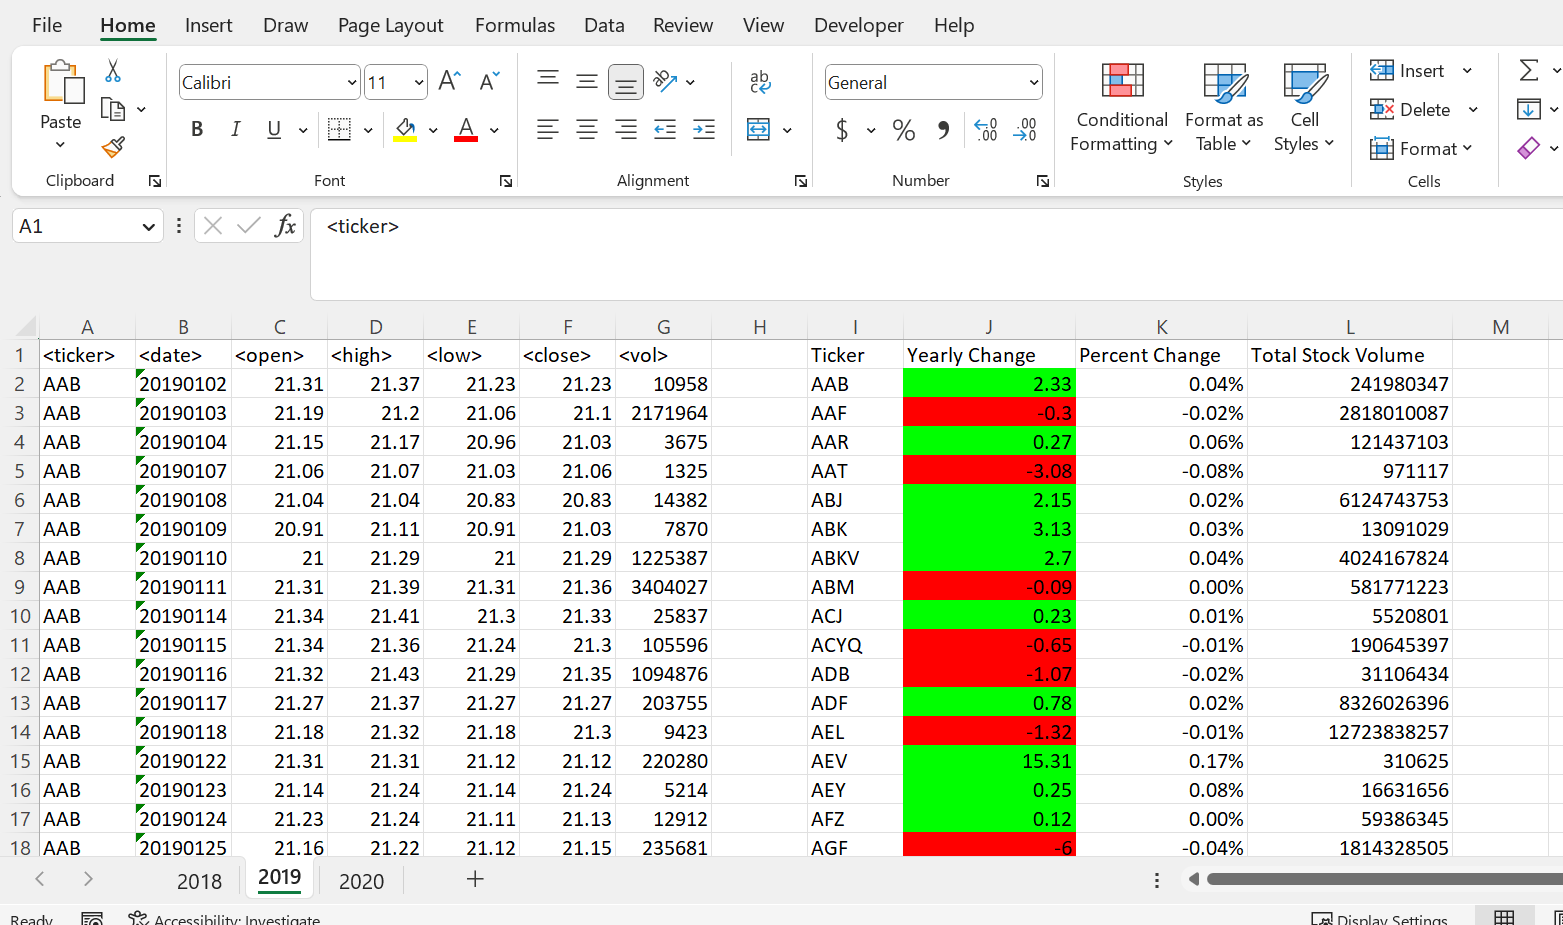 File Home Insert Draw Page Layout Formulas Data Review View Developer Help
Paste
Clipboard
Calibri 11 A^ A˅
B I U A
Font
ab
c
Alignment
General
$ % , .00 .00
Number
Conditional Formatting
Format as Table
Cell Styles
Styles
Insert
Delete
Format
Cells
A1 fx <ticker>
A B C D E F G H I J K L M
1 <ticker> <date> <open> <high> <low> <close> <vol> Ticker Yearly Change Percent Change Total Stock Volume
2 AAB 20190102 21.31 21.37 21.23 21.23 10958 AAB 2.33 0.04% 241980347
3 AAB 20190103 21.19 21.2 21.06 21.1 2171964 AAF -0.3 -0.02% 2818010087
4 AAB 20190104 21.15 21.17 20.96 21.03 3675 AAR 0.27 0.06% 121437103
5 AAB 20190107 21.06 21.07 21.03 21.06 1325 AAT -3.08 -0.08% 971117
6 AAB 20190108 21.04 21.04 20.83 20.83 14382 ABJ 2.15 0.02% 6124743753
7 AAB 20190109 20.91 21.11 20.91 21.03 7870 ABK 3.13 0.03% 13091029
8 AAB 20190110 21 21.29 21 21.29 1225387 ABKV 2.7 0.04% 4024167824
9 AAB 20190111 21.31 21.39 21.31 21.36 3404027 ABM -0.09 0.00% 581771223
10 AAB 20190114 21.34 21.41 21.3 21.33 25837 ACJ 0.23 0.01% 5520801
11 AAB 20190115 21.34 21.36 21.24 21.3 105596 ACYQ -0.65 -0.01% 190645397
12 AAB 20190116 21.32 21.43 21.29 21.35 1094876 ADB -1.07 -0.02% 31106434
13 AAB 20190117 21.27 21.37 21.27 21.27 203755 ADF 0.78 0.02% 8326026396
14 AAB 20190118 21.18 21.32 21.18 21.3 9423 AEL -1.32 -0.01% 12723838257
15 AAB 20190122 21.31 21.31 21.12 21.12 220280 AEV 15.31 0.17% 310625
16 AAB 20190123 21.14 21.24 21.14 21.24 5214 AEY 0.25 0.08% 16631656
17 AAB 20190124 21.23 21.24 21.11 21.13 12912 AFZ 0.12 0.00% 59386345
18 AAB 20190125 21.16 21.22 21.12 21.15 235681 AGF -6 -0.04% 1814328505
2018 2019 2020 +
Ready Accessibility: Investigate Display Settings